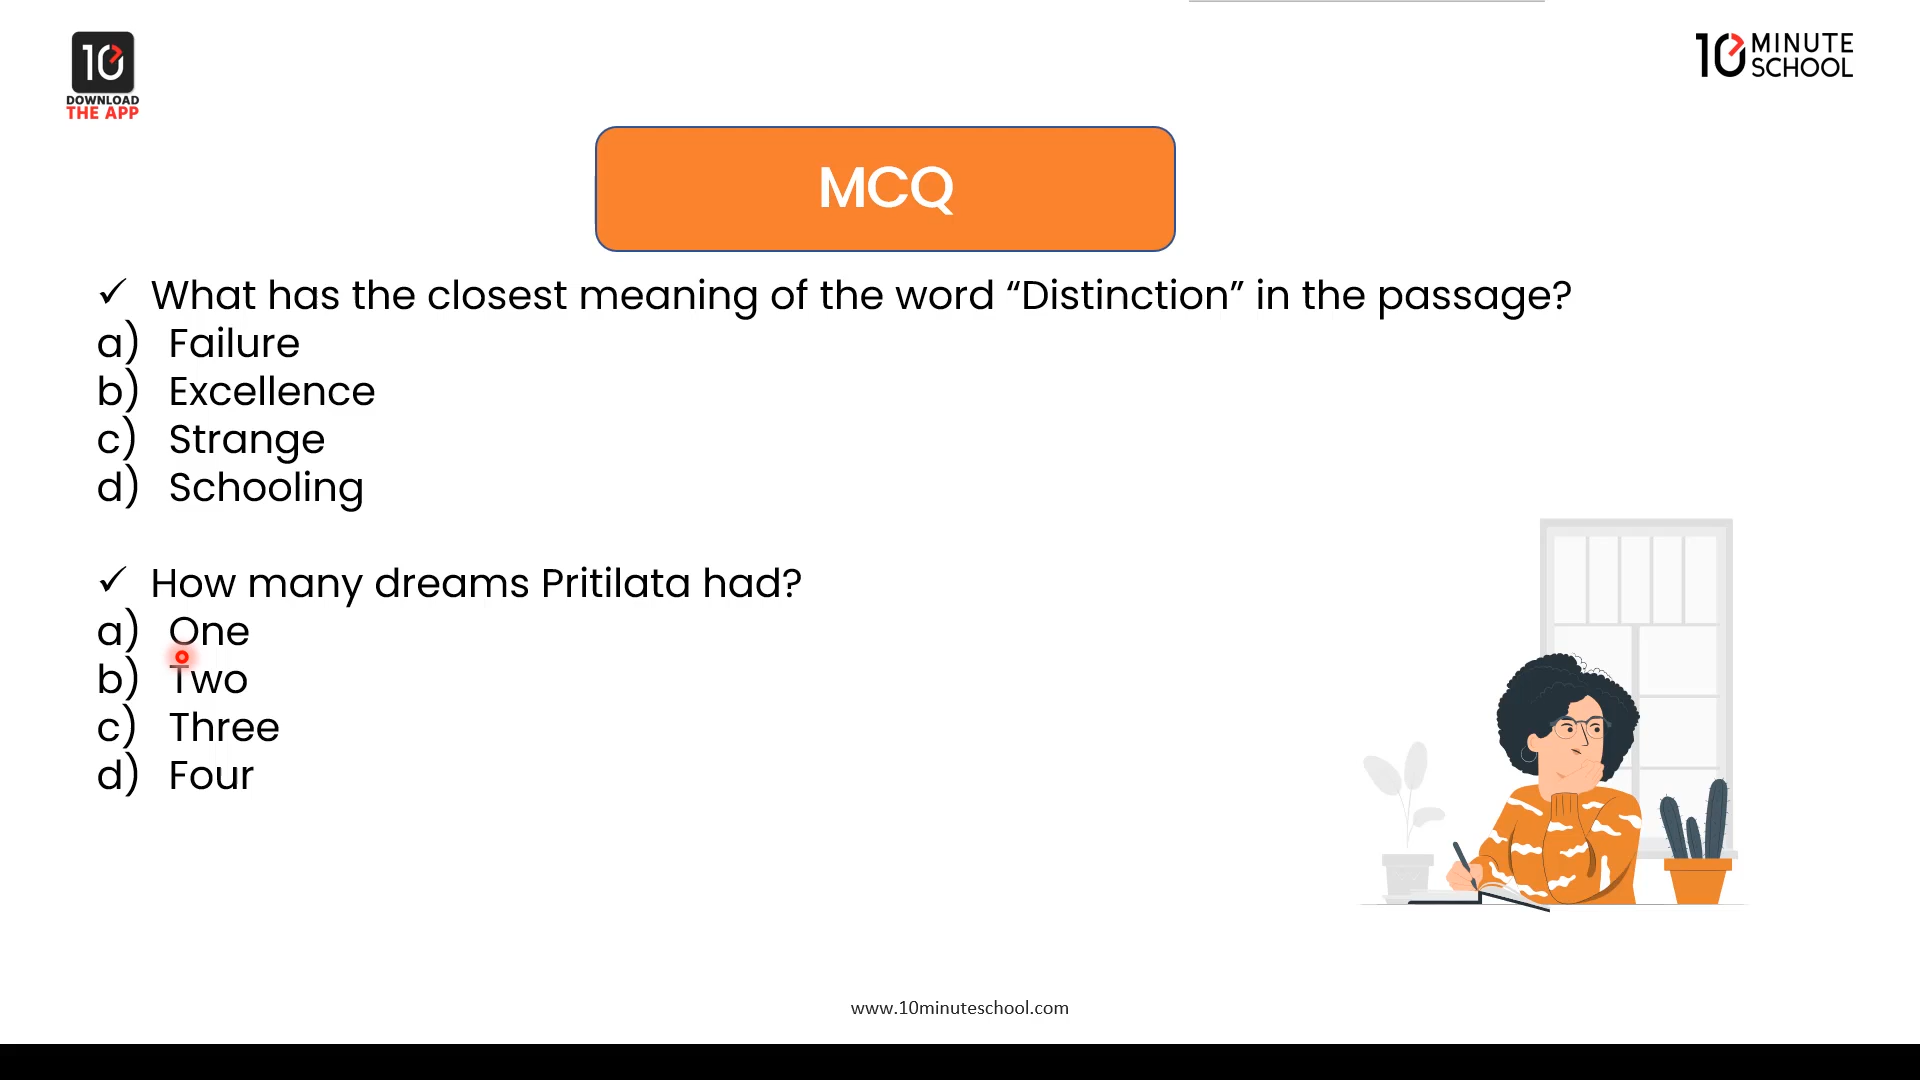 10
DOWNLOAD
THE APP
10 MINUTE
SCHOOL
MCQ
✓ What has the closest meaning of the word “Distinction” in the passage?
a) Failure
b) Excellence
c) Strange
d) Schooling
✓ How many dreams Pritilata had?
a) One
b) Two
c) Three
d) Four
www.10minuteschool.com